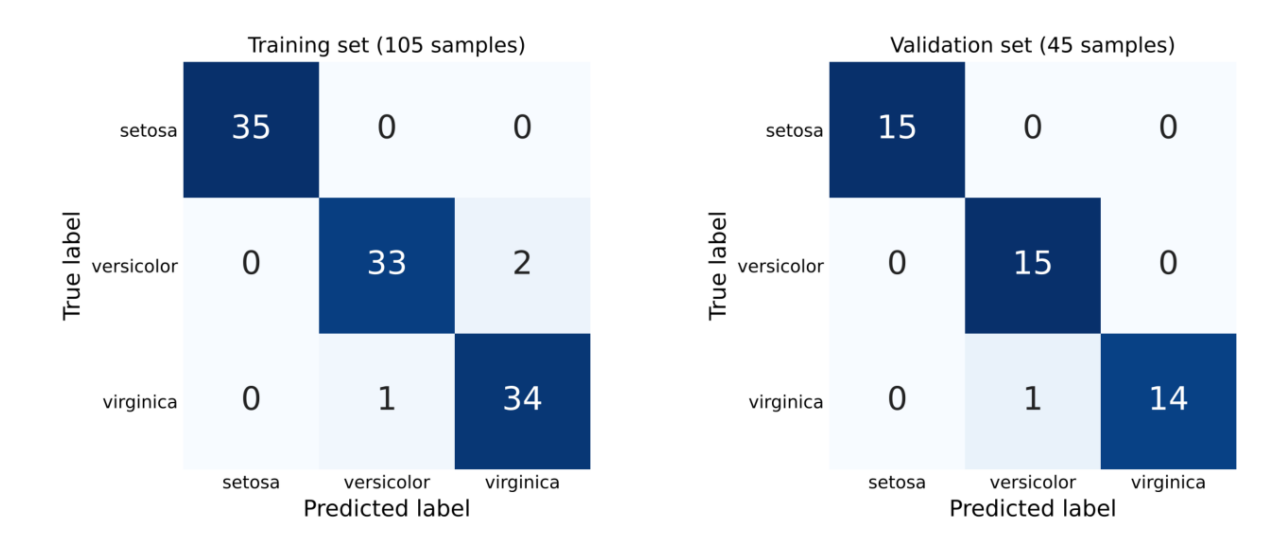 Training set (105 samples)
setosa 35 0 0
versicolor 0 33 2
virginica 0 1 34
setosa versicolor virginica
Predicted label
True label
Validation set (45 samples)
setosa 15 0 0
versicolor 0 15 0
virginica 0 1 14
setosa versicolor virginica
Predicted label
True label